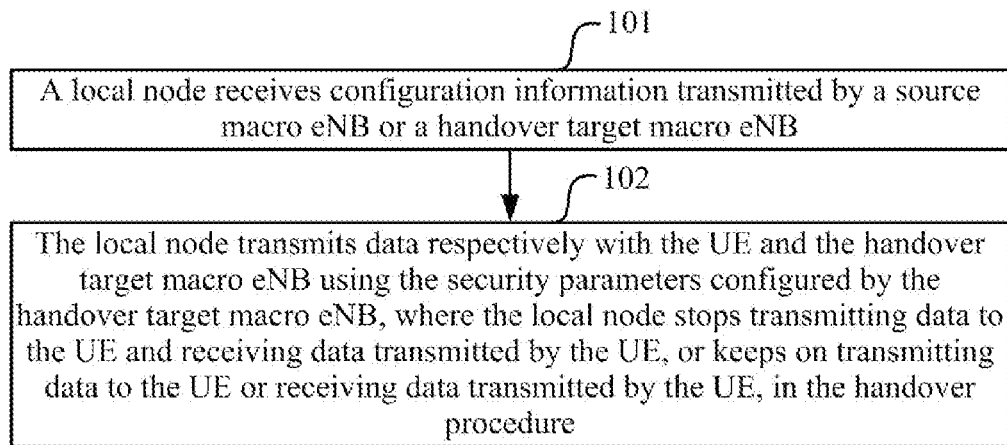 101
A local node receives configuration information transmitted by a source
macro eNB or a handover target macro eNB
102
The local node transmits data respectively with the UE and the handover
target macro eNB using the security parameters configured by the
handover target macro eNB, where the local node stops transmitting data to
the UE and receiving data transmitted by the UE, or keeps on transmitting
data to the UE or receiving data transmitted by the UE, in the handover
procedure